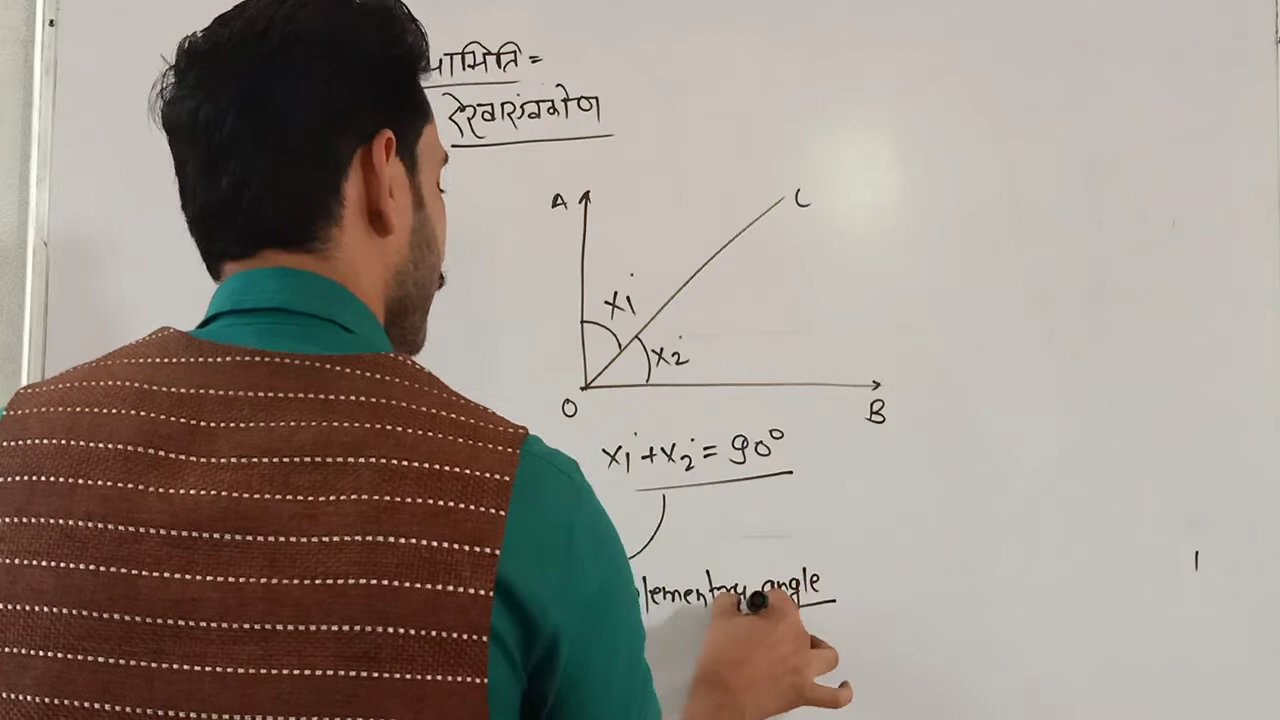 यामिति =
रेखा एंव कोण
A
C
x₁°
x₂°
O
B
x₁° + x₂° = 90°
lementry angle